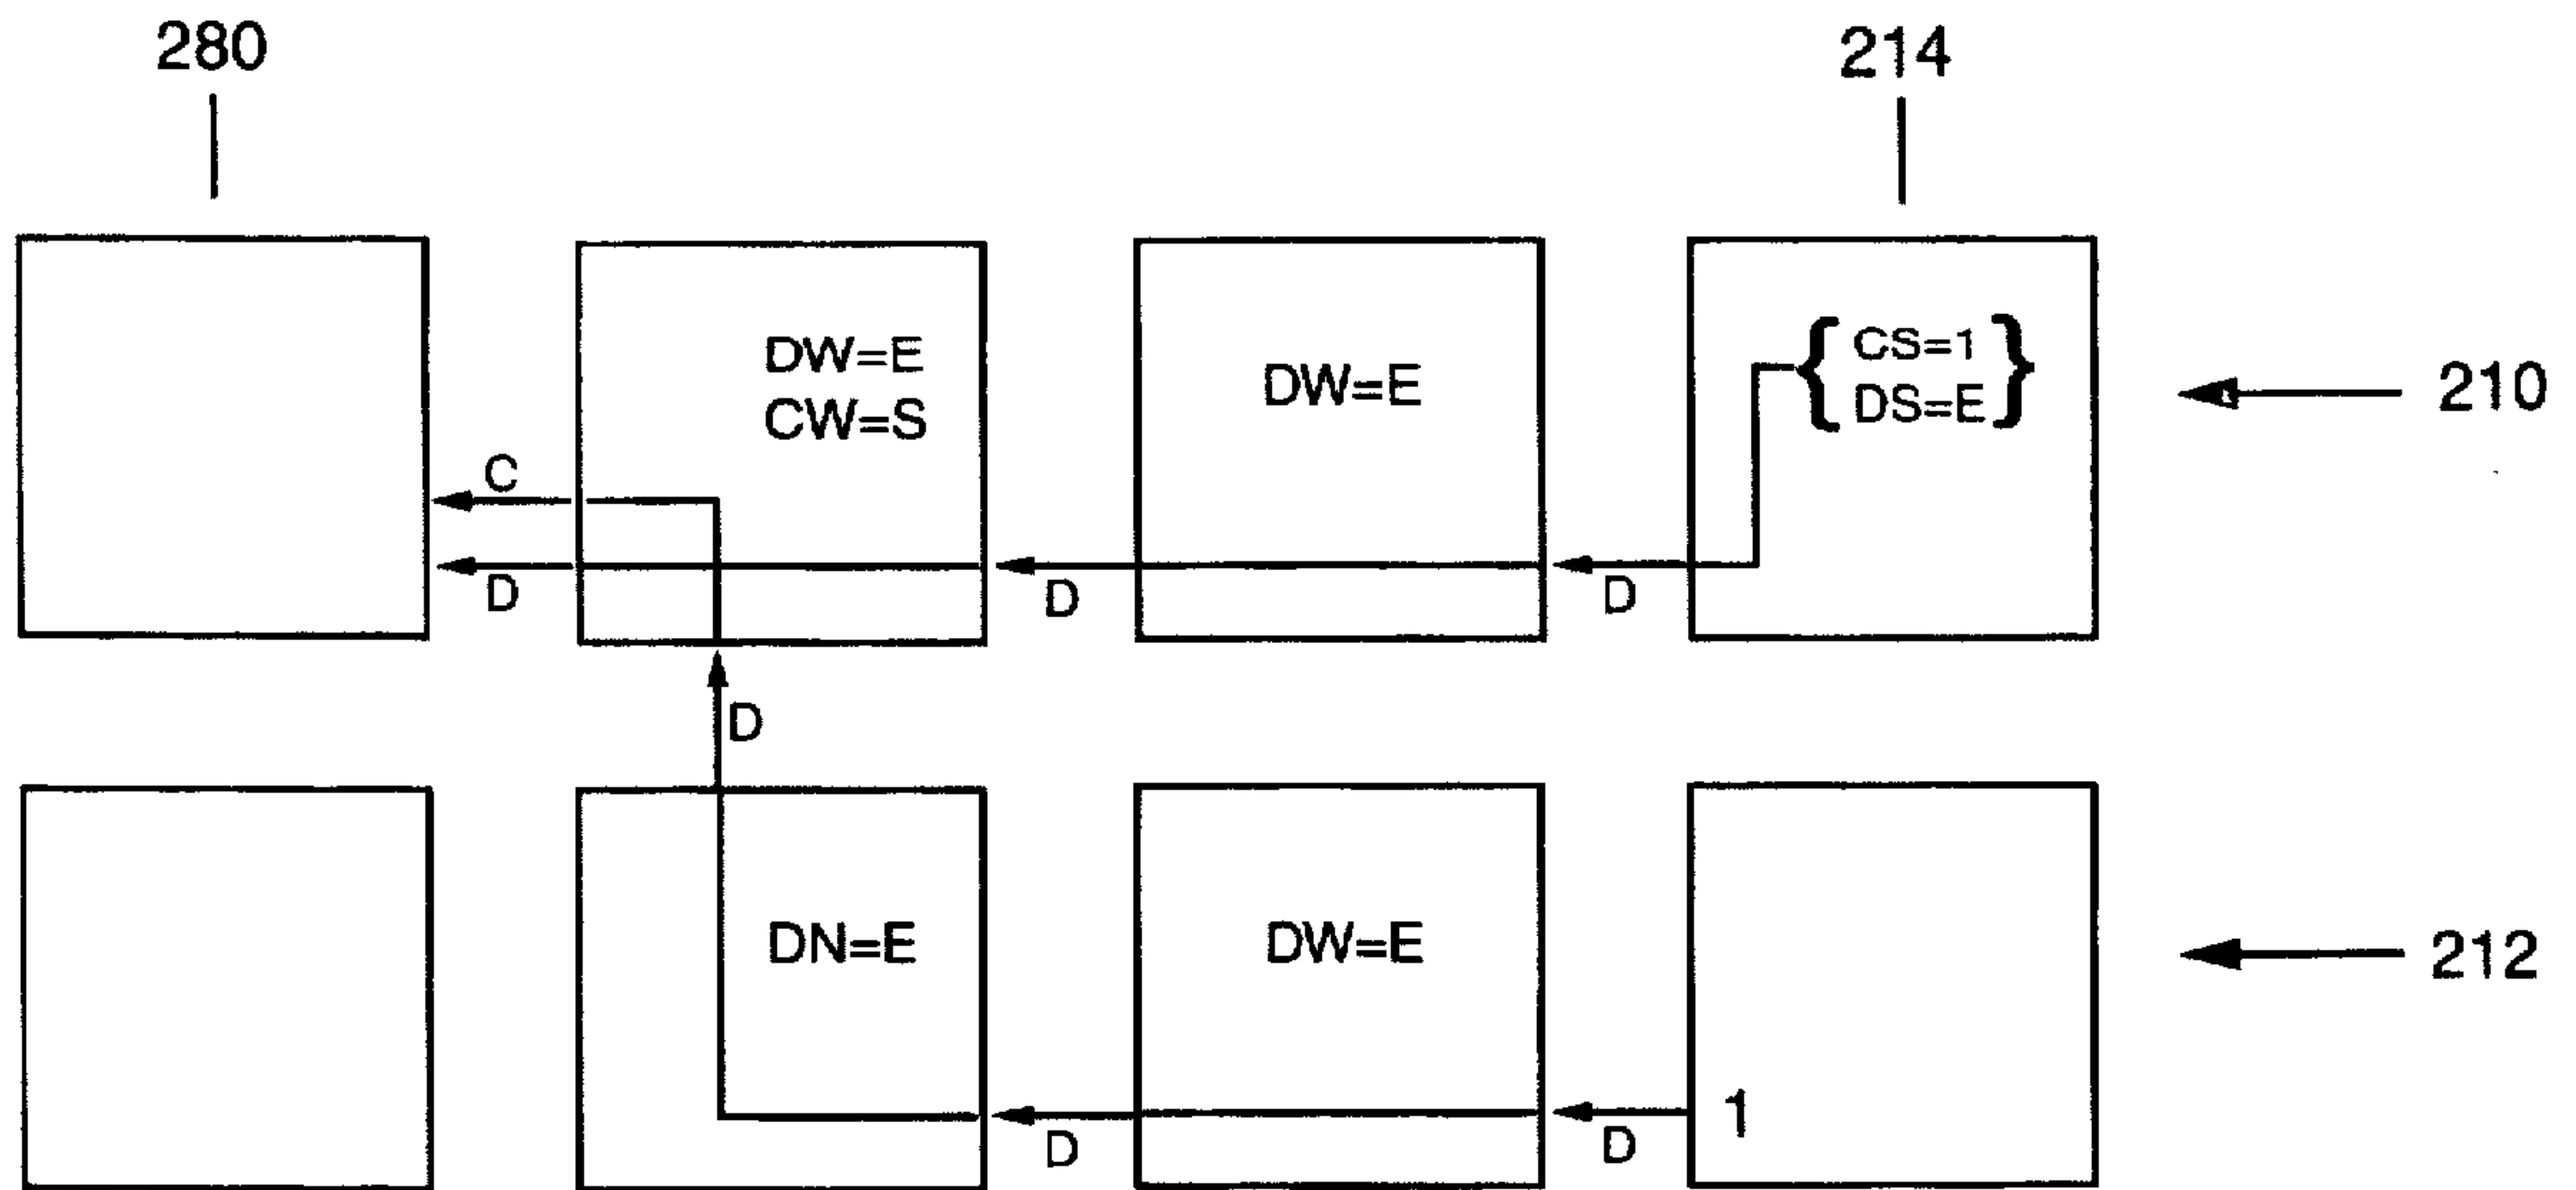 280
214
DW=E
CW=S
DW=E
{ CS=1
DS=E }
210
C
D
D
D
D
DN=E
DW=E
212
D
D
1